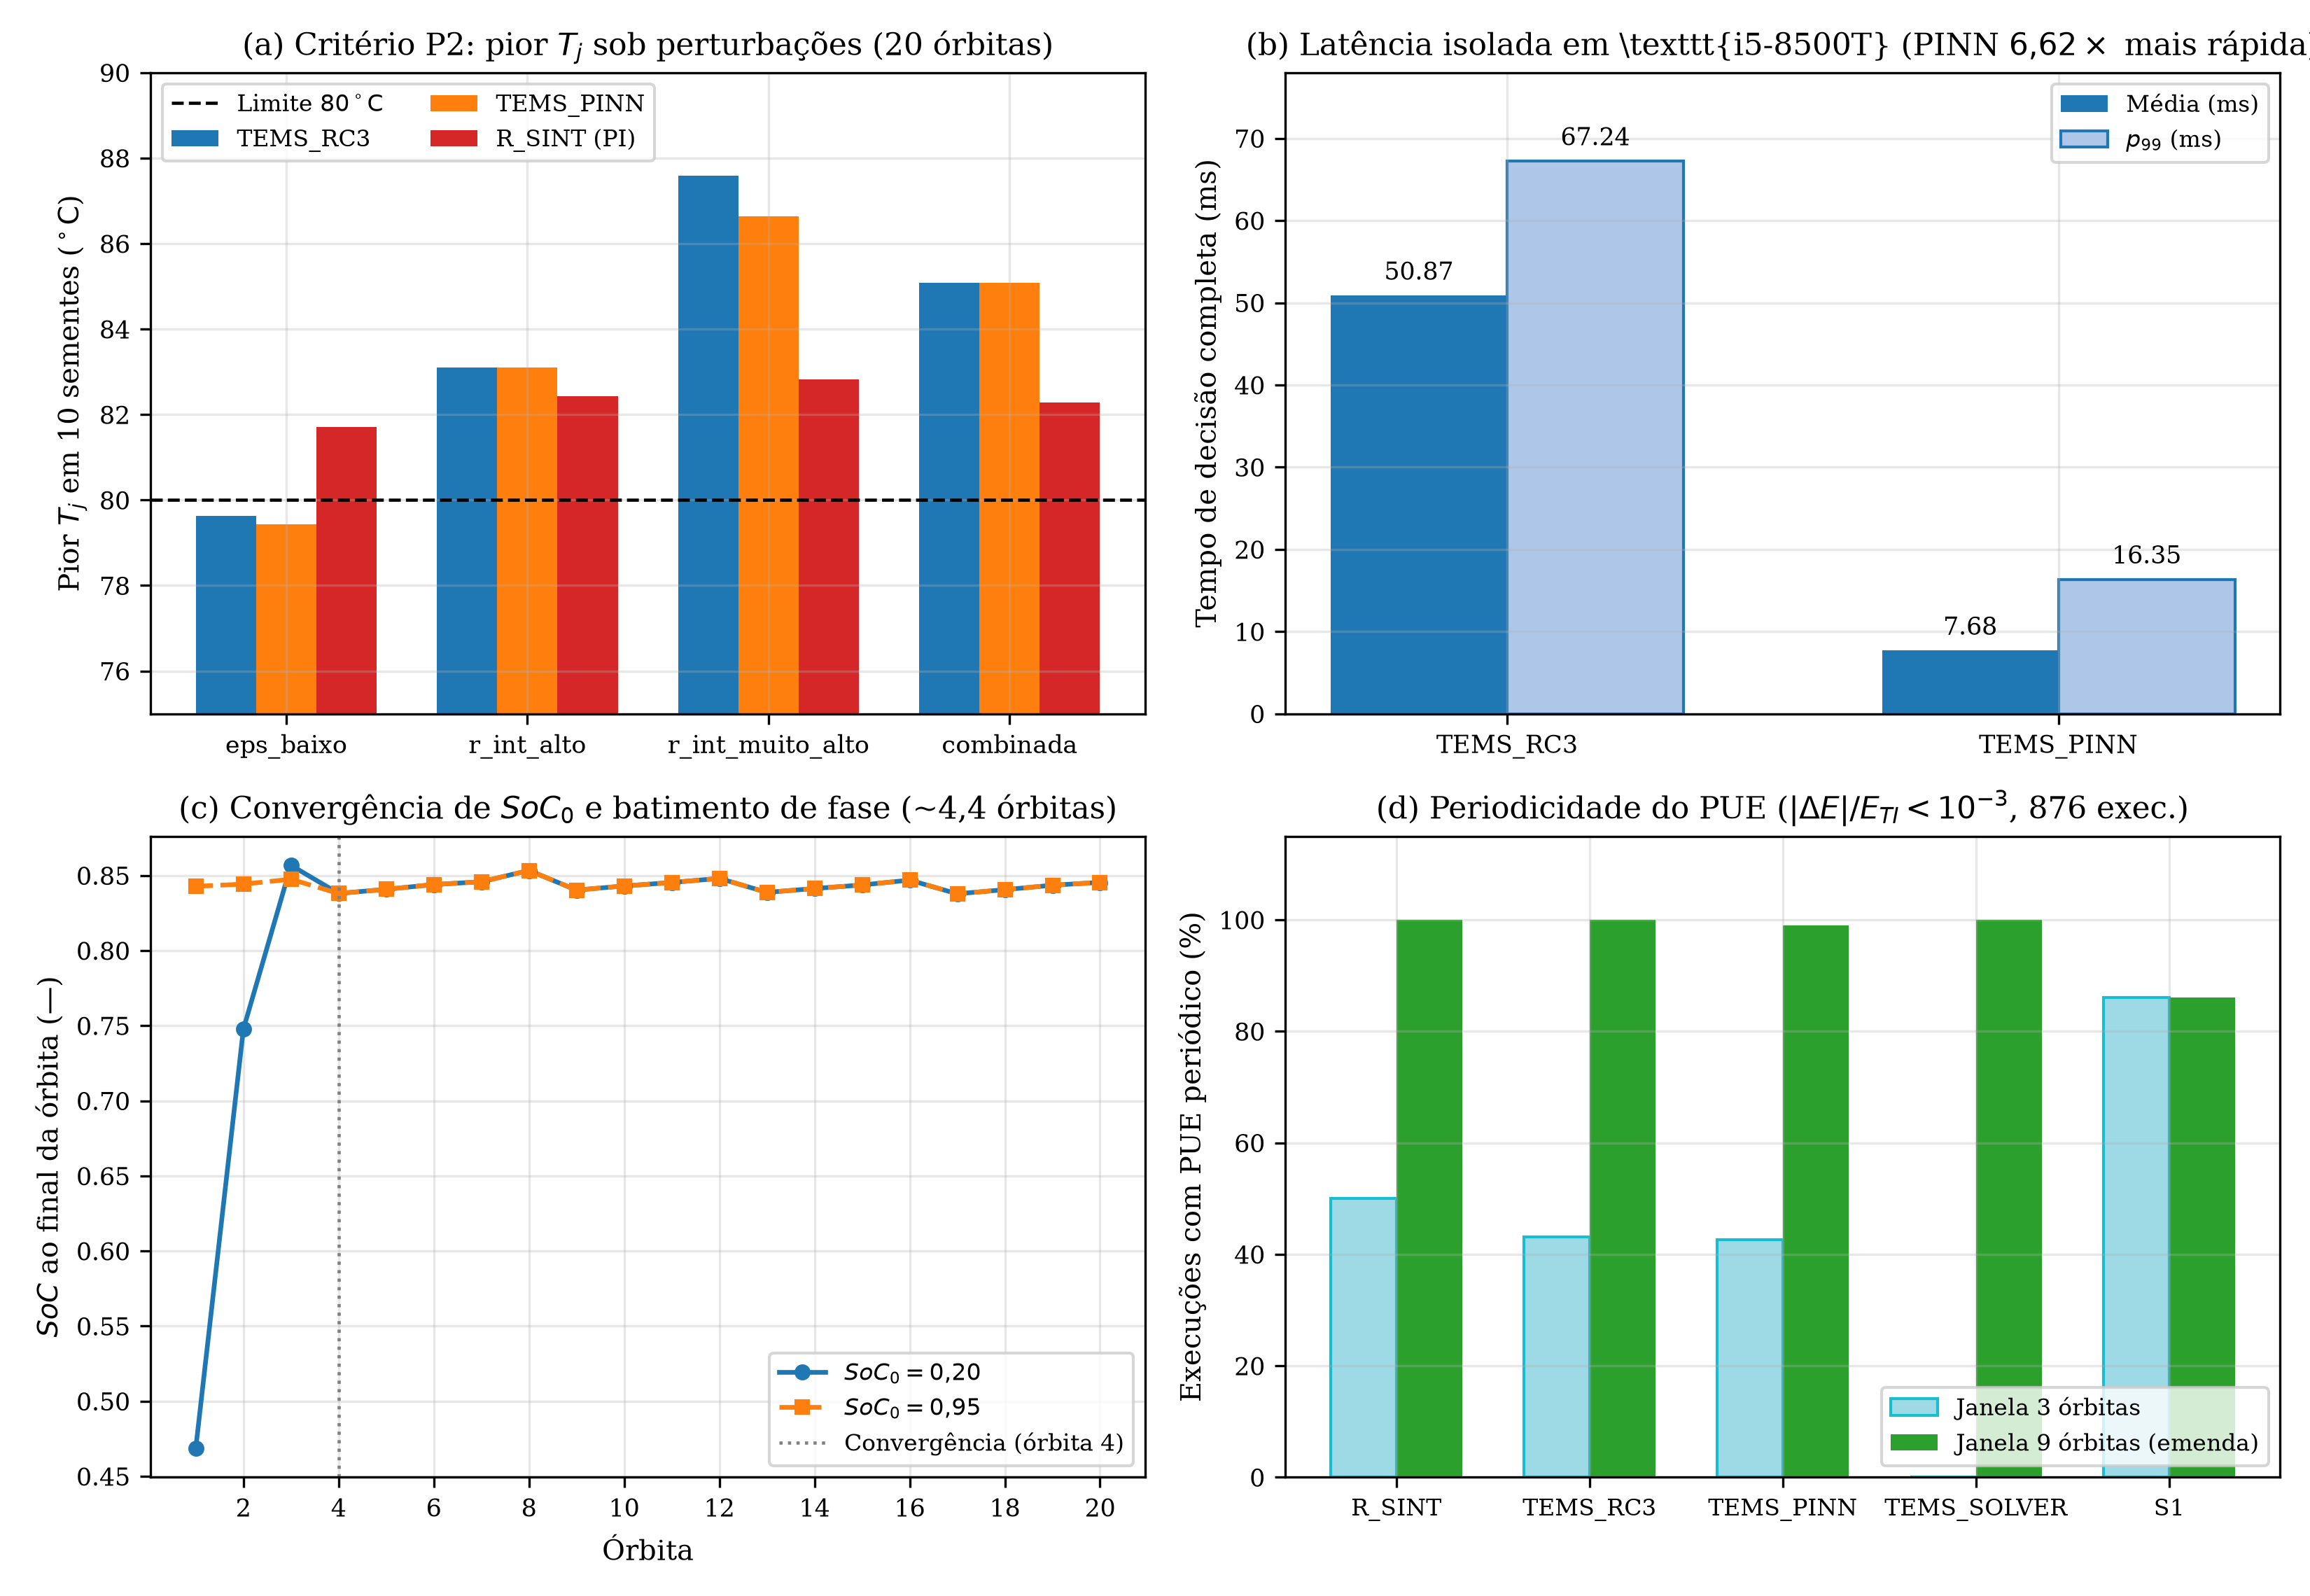 (a) Critério P2: pior Tj sob perturbações (20 órbitas)
Limite 80°C
TEMS_RC3
TEMS_PINN
R_SINT (PI)
Pior Tj em 10 sementes (°C)
90
88
86
84
82
80
78
76
eps_baixo
r_int_alto
r_int_muito_alto
combinada
(b) Latência isolada em \texttt{i5-8500T} (PINN 6,62× mais rápida)
Média (ms)
p99 (ms)
Tempo de decisão completa (ms)
70
60
50
40
30
20
10
0
50.87
67.24
7.68
16.35
TEMS_RC3
TEMS_PINN
(c) Convergência de SoC0 e batimento de fase (~4,4 órbitas)
SoC ao final da órbita (—)
0.85
0.80
0.75
0.70
0.65
0.60
0.55
0.50
0.45
SoC0 = 0,20
SoC0 = 0,95
Convergência (órbita 4)
2
4
6
8
10
12
14
16
18
20
Órbita
(d) Periodicidade do PUE (|ΔE|/ETI < 10⁻³, 876 exec.)
Execuções com PUE periódico (%)
100
80
60
40
20
0
Janela 3 órbitas
Janela 9 órbitas (emenda)
R_SINT
TEMS_RC3
TEMS_PINN
TEMS_SOLVER
S1